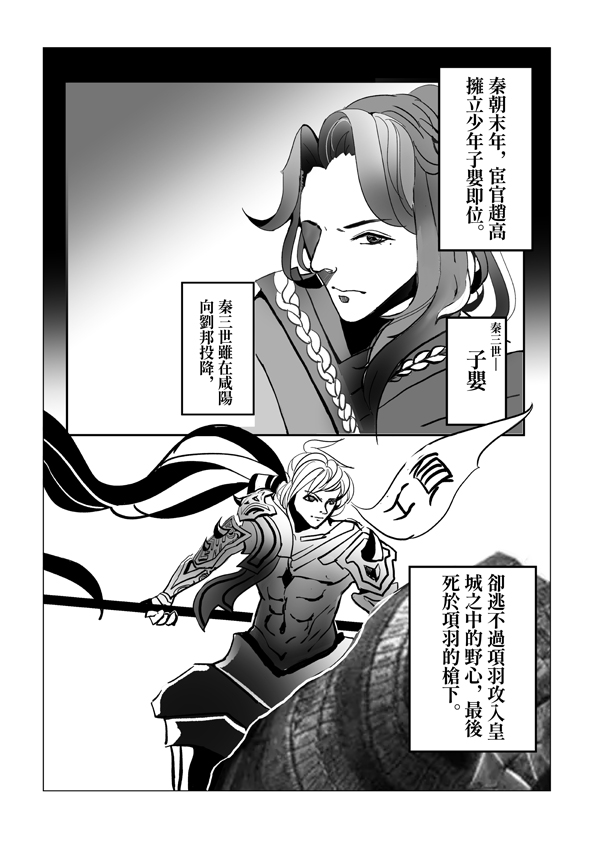 秦朝末年，宦官趙高
擁立少年子嬰即位。
秦三世—
子嬰
秦三世雖在咸陽
向劉邦投降，
卻逃不過項羽攻入皇
城之中的野心，最後
死於項羽的槍下。